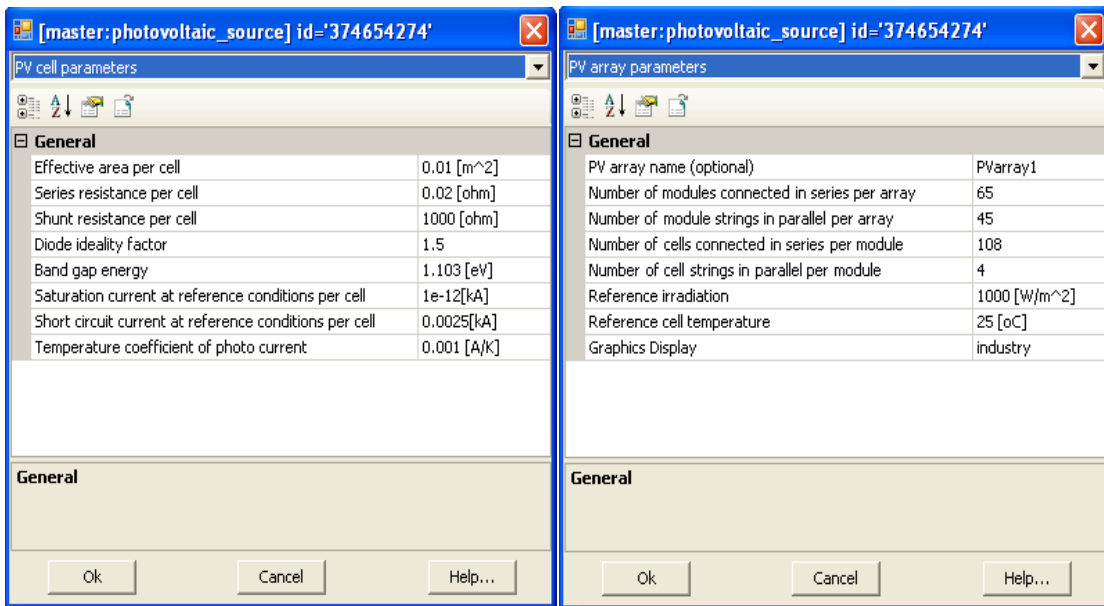 [master:photovoltaic_source] id='374654274'
PV cell parameters
General
Effective area per cell 0.01 [m^2]
Series resistance per cell 0.02 [ohm]
Shunt resistance per cell 1000 [ohm]
Diode ideality factor 1.5
Band gap energy 1.103 [eV]
Saturation current at reference conditions per cell 1e-12[kA]
Short circuit current at reference conditions per cell 0.0025[kA]
Temperature coefficient of photo current 0.001 [A/K]
General
Ok Cancel Help...
[master:photovoltaic_source] id='374654274'
PV array parameters
General
PV array name (optional) PVarray1
Number of modules connected in series per array 65
Number of module strings in parallel per array 45
Number of cells connected in series per module 108
Number of cell strings in parallel per module 4
Reference irradiation 1000 [W/m^2]
Reference cell temperature 25 [oC]
Graphics Display industry
General
Ok Cancel Help...